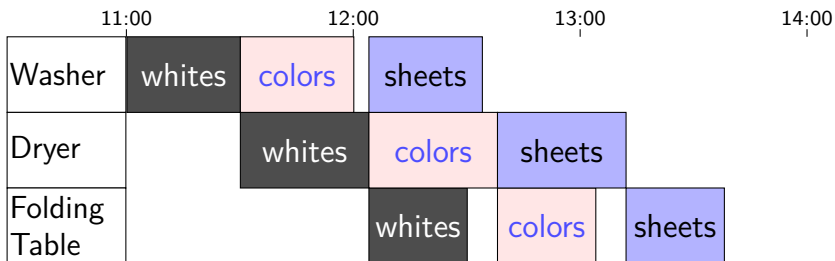 11:00 12:00 13:00 14:00
Washer whites colors sheets
Dryer whites colors sheets
Folding
Table whites colors sheets